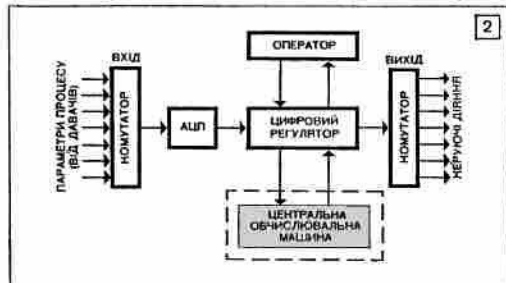 2
ОПЕРАТОР
ВХІД
ВИХІД
ПАРАМЕТРИ ПРОЦЕСУ
(ВІД ДАВАЧІВ)
КОМУТАТОР
АЦП
ЦИФРОВИЙ
РЕГУЛЯТОР
КОМУТАТОР
КЕРУЮЧІ ДІЯННЯ
ЦЕНТРАЛЬНА
ОБЧИСЛЮВАЛЬНА
МАШИНА